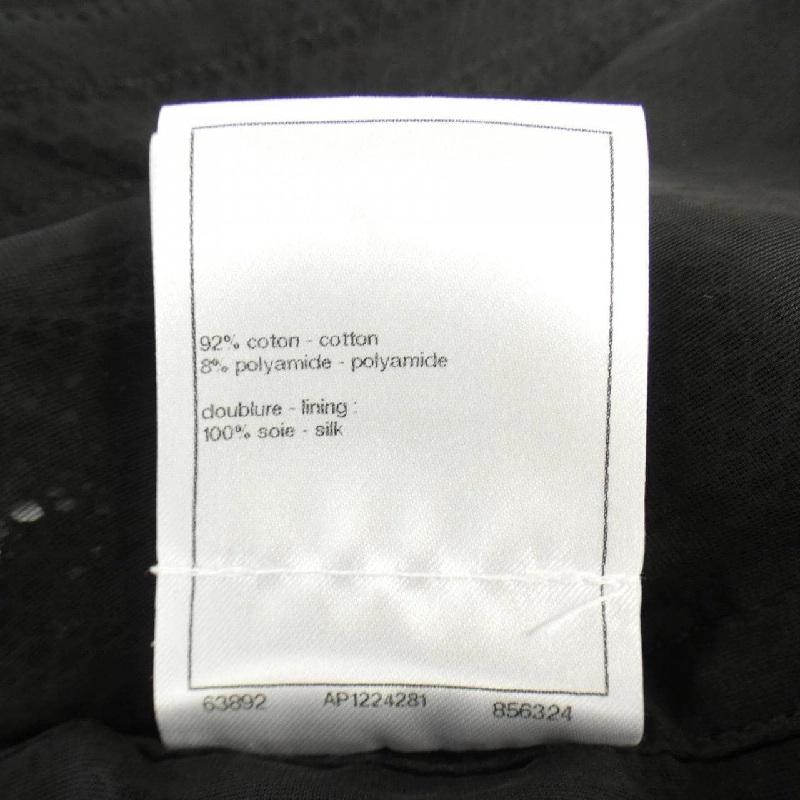 92% coton - cotton
8% polyamide - polyamide
doublure - lining :
100% soie - silk
63892 AP1224281 856324